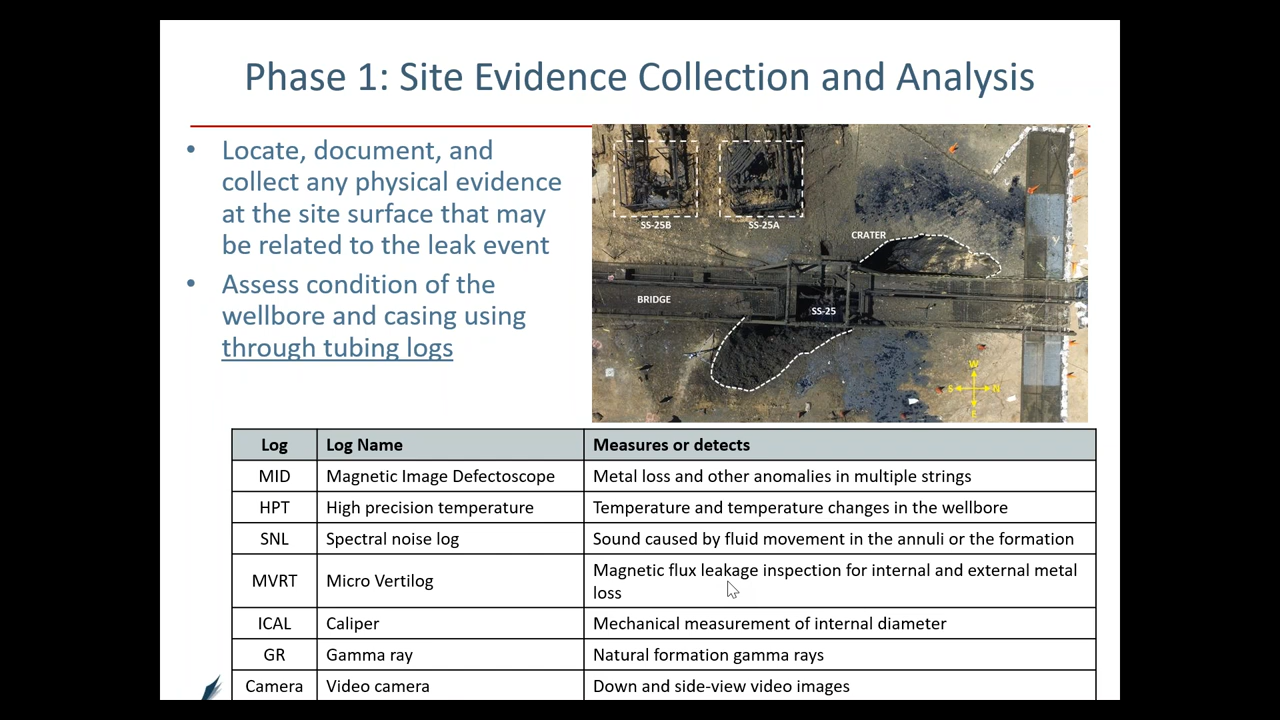 Phase 1: Site Evidence Collection and Analysis
• Locate, document, and
collect any physical evidence
at the site surface that may
be related to the leak event
• Assess condition of the
wellbore and casing using
through tubing logs
SS-25B
SS-25A
CRATER
BRIDGE
SS-25
W
S
N
E
Log Log Name Measures or detects
MID Magnetic Image Defectoscope Metal loss and other anomalies in multiple strings
HPT High precision temperature Temperature and temperature changes in the wellbore
SNL Spectral noise log Sound caused by fluid movement in the annuli or the formation
MVRT Micro Vertilog Magnetic flux leakage inspection for internal and external metal
loss
ICAL Caliper Mechanical measurement of internal diameter
GR Gamma ray Natural formation gamma rays
Camera Video camera Down and side-view video images